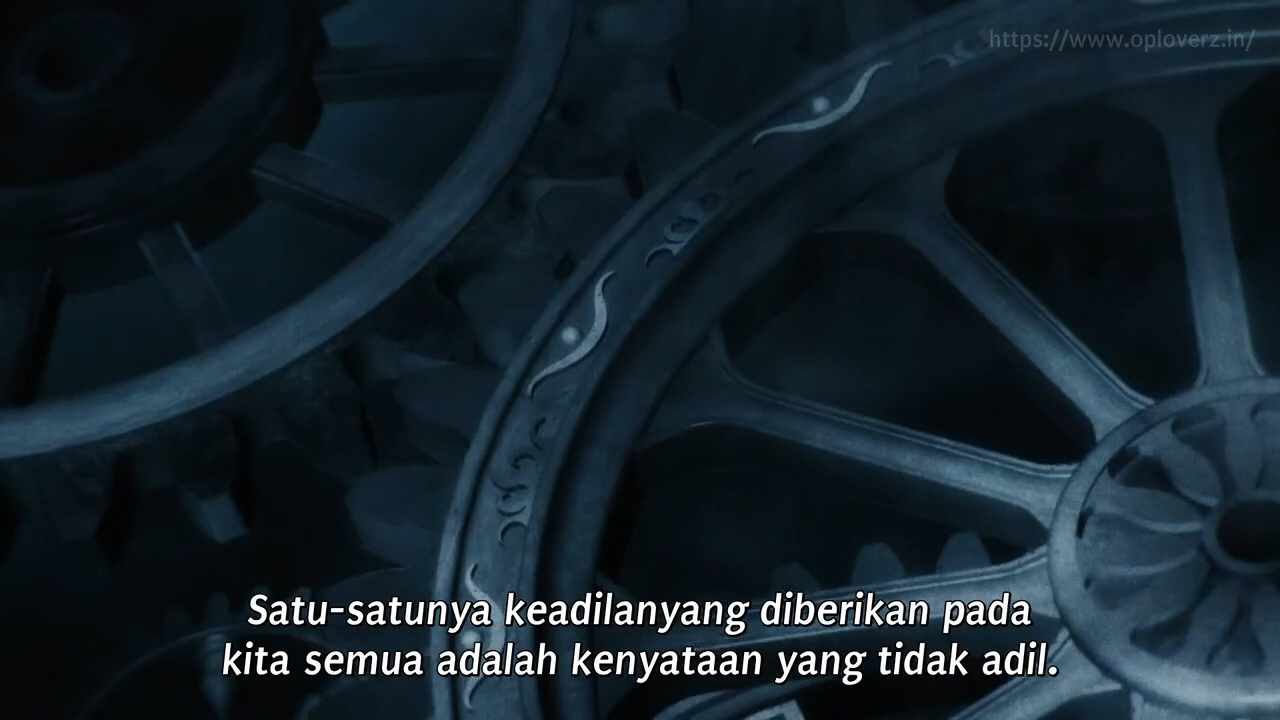 https://www.oploverz.in/
Satu-satunya keadilanyang diberikan pada
kita semua adalah kenyataan yang tidak adil.